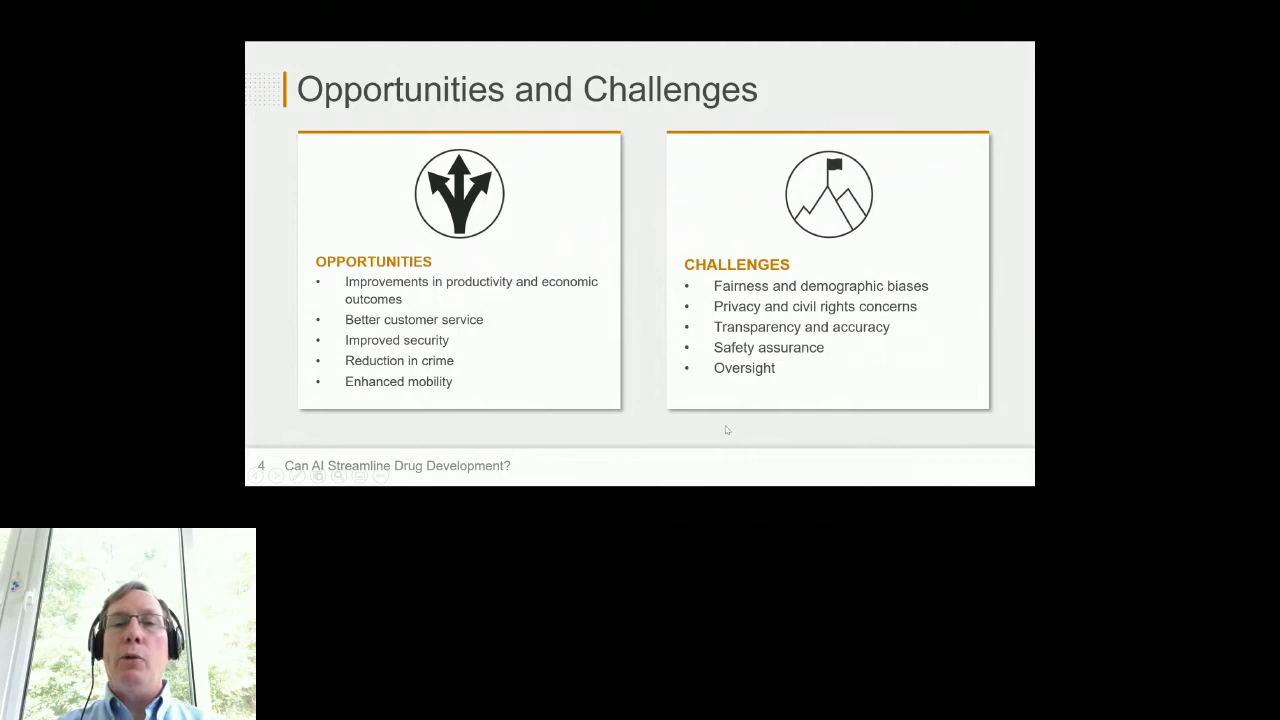 Opportunities and Challenges
OPPORTUNITIES
• Improvements in productivity and economic
outcomes
• Better customer service
• Improved security
• Reduction in crime
• Enhanced mobility
CHALLENGES
• Fairness and demographic biases
• Privacy and civil rights concerns
• Transparency and accuracy
• Safety assurance
• Oversight
4 Can AI Streamline Drug Development?